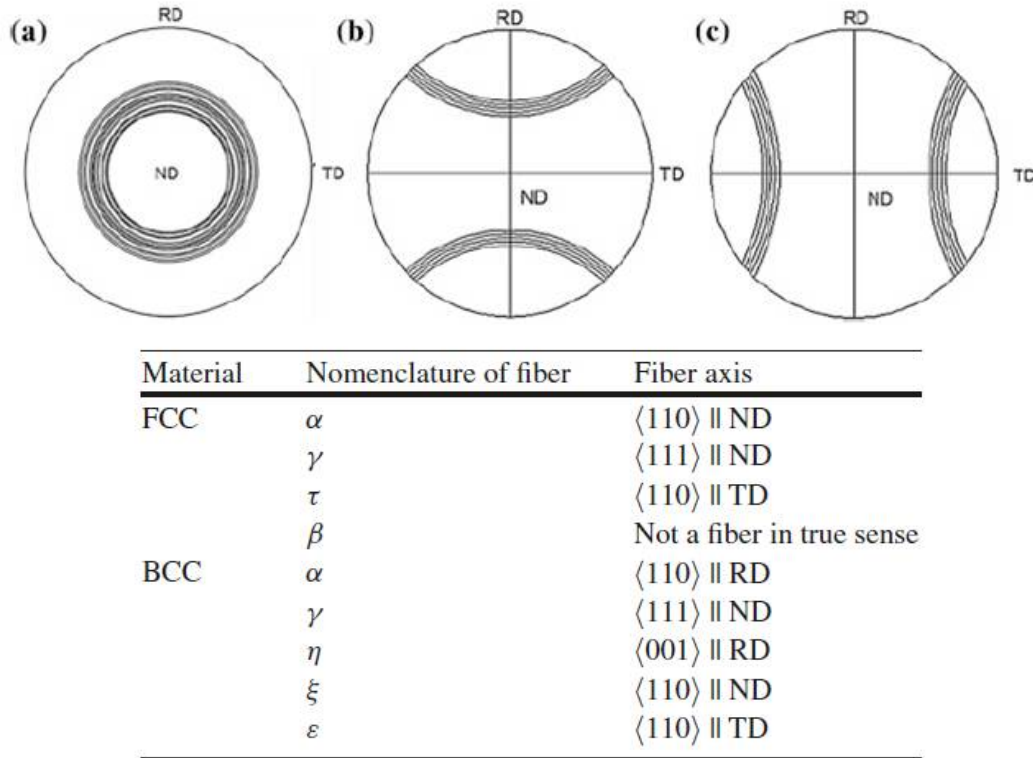 (a) RD (b) RD (c) RD
ND TD ND TD ND TD
Material Nomenclature of fiber Fiber axis
FCC α ⟨110⟩ ∥ ND
γ ⟨111⟩ ∥ ND
τ ⟨110⟩ ∥ TD
β Not a fiber in true sense
BCC α ⟨110⟩ ∥ RD
γ ⟨111⟩ ∥ ND
η ⟨001⟩ ∥ RD
ξ ⟨110⟩ ∥ ND
ε ⟨110⟩ ∥ TD